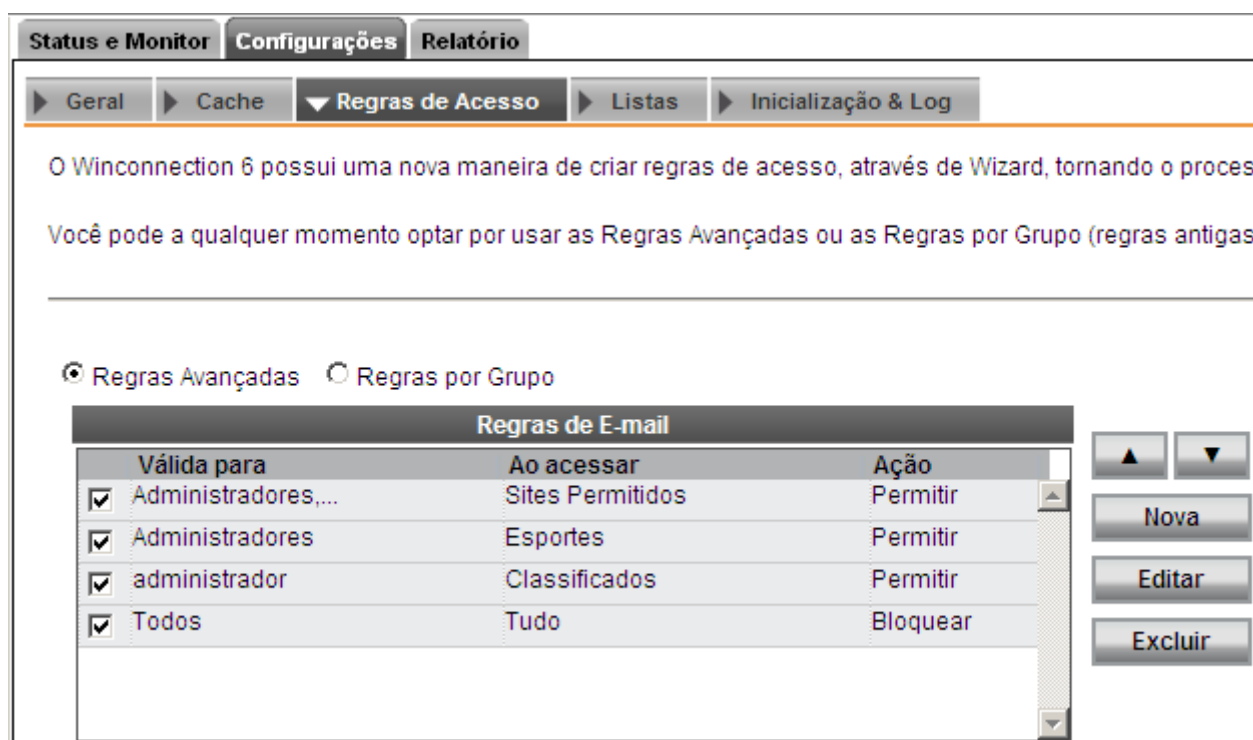 Status e Monitor Configurações Relatório
Geral Cache Regras de Acesso Listas Inicialização & Log
O Winconnection 6 possui uma nova maneira de criar regras de acesso, através de Wizard, tornando o proces
Você pode a qualquer momento optar por usar as Regras Avançadas ou as Regras por Grupo (regras antigas
Regras Avançadas Regras por Grupo
Regras de E-mail
Válida para Ao acessar Ação
Administradores,... Sites Permitidos Permitir
Nova
Administradores Esportes Permitir
administrador Classificados Permitir
Editar
Todos Tudo Bloquear
Excluir